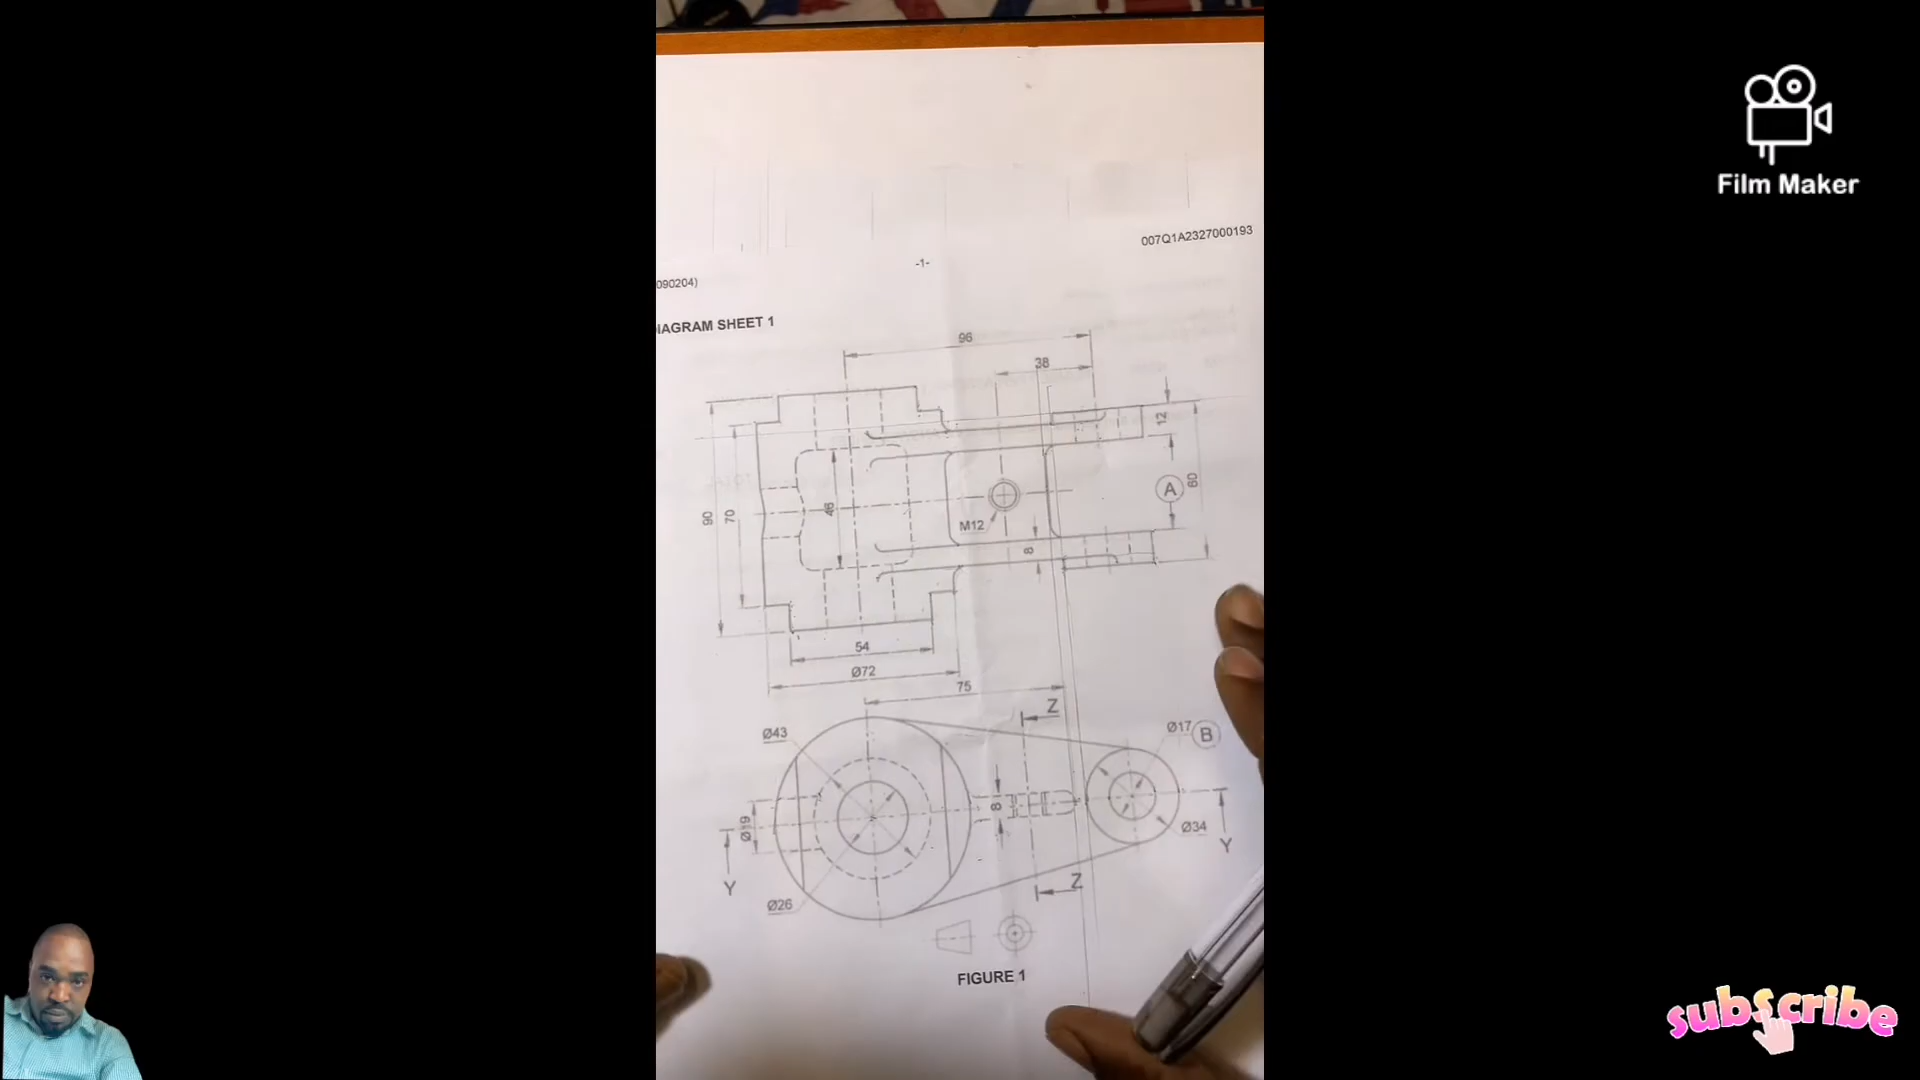 Film Maker
007Q1A2327000193
-1-
090204)
IAGRAM SHEET 1
96
38
12
90
70
46
M12
8
A
60
54
Ø72
75
Z
Ø43
Ø17 B
Ø19
8
Ø34
Y
Y
Z
Ø26
FIGURE 1
subscribe